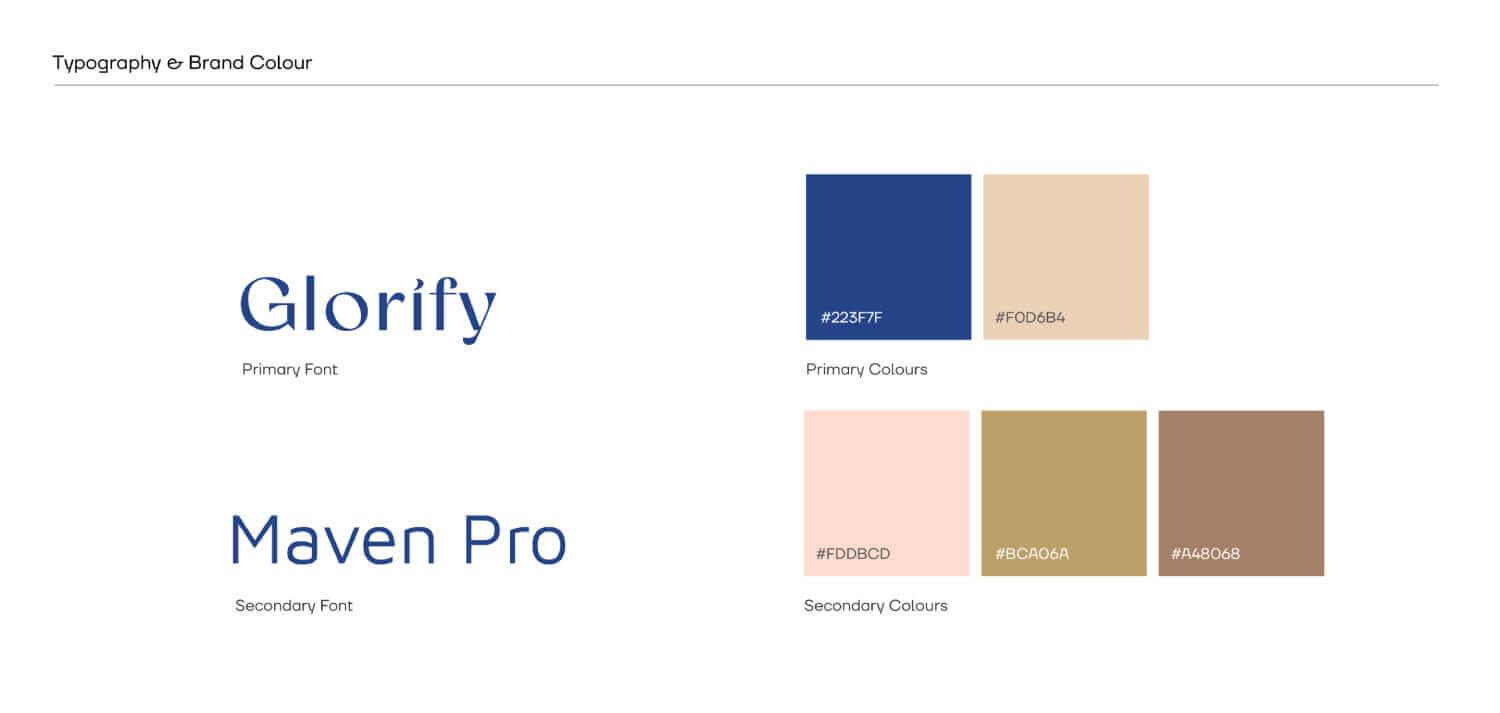 Typography & Brand Colour
Glorify
Primary Font
Maven Pro
Secondary Font
#223F7F
#F0D6B4
Primary Colours
#FDDBCD
#BCA06A
#A48068
Secondary Colours